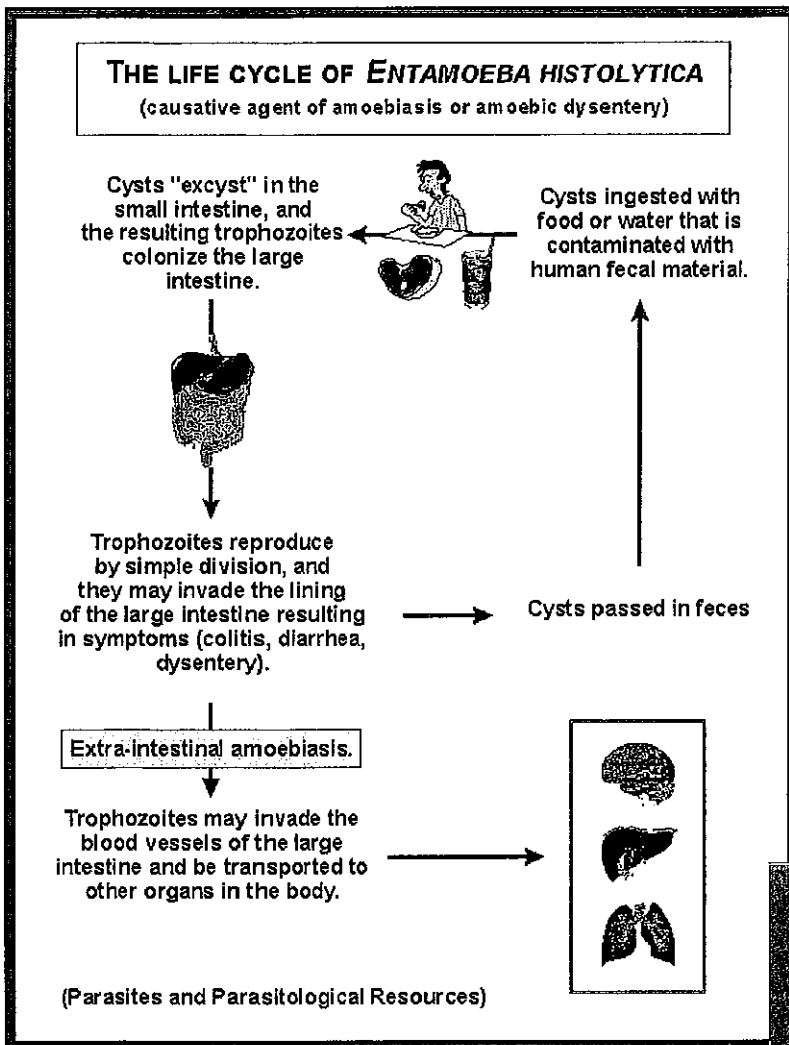 THE LIFE CYCLE OF ENTAMOEBA HISTOLYTICA
(causative agent of amoebiasis or amoebic dysentery)
Cysts "excyst" in the
small intestine, and
the resulting trophozoites
colonize the large
intestine.
Cysts ingested with
food or water that is
contaminated with
human fecal material.
Trophozoites reproduce
by simple division, and
they may invade the lining
of the large intestine resulting
in symptoms (colitis, diarrhea,
dysentery).
Cysts passed in feces
Extra-intestinal amoebiasis.
Trophozoites may invade the
blood vessels of the large
intestine and be transported to
other organs in the body.
(Parasites and Parasitological Resources)